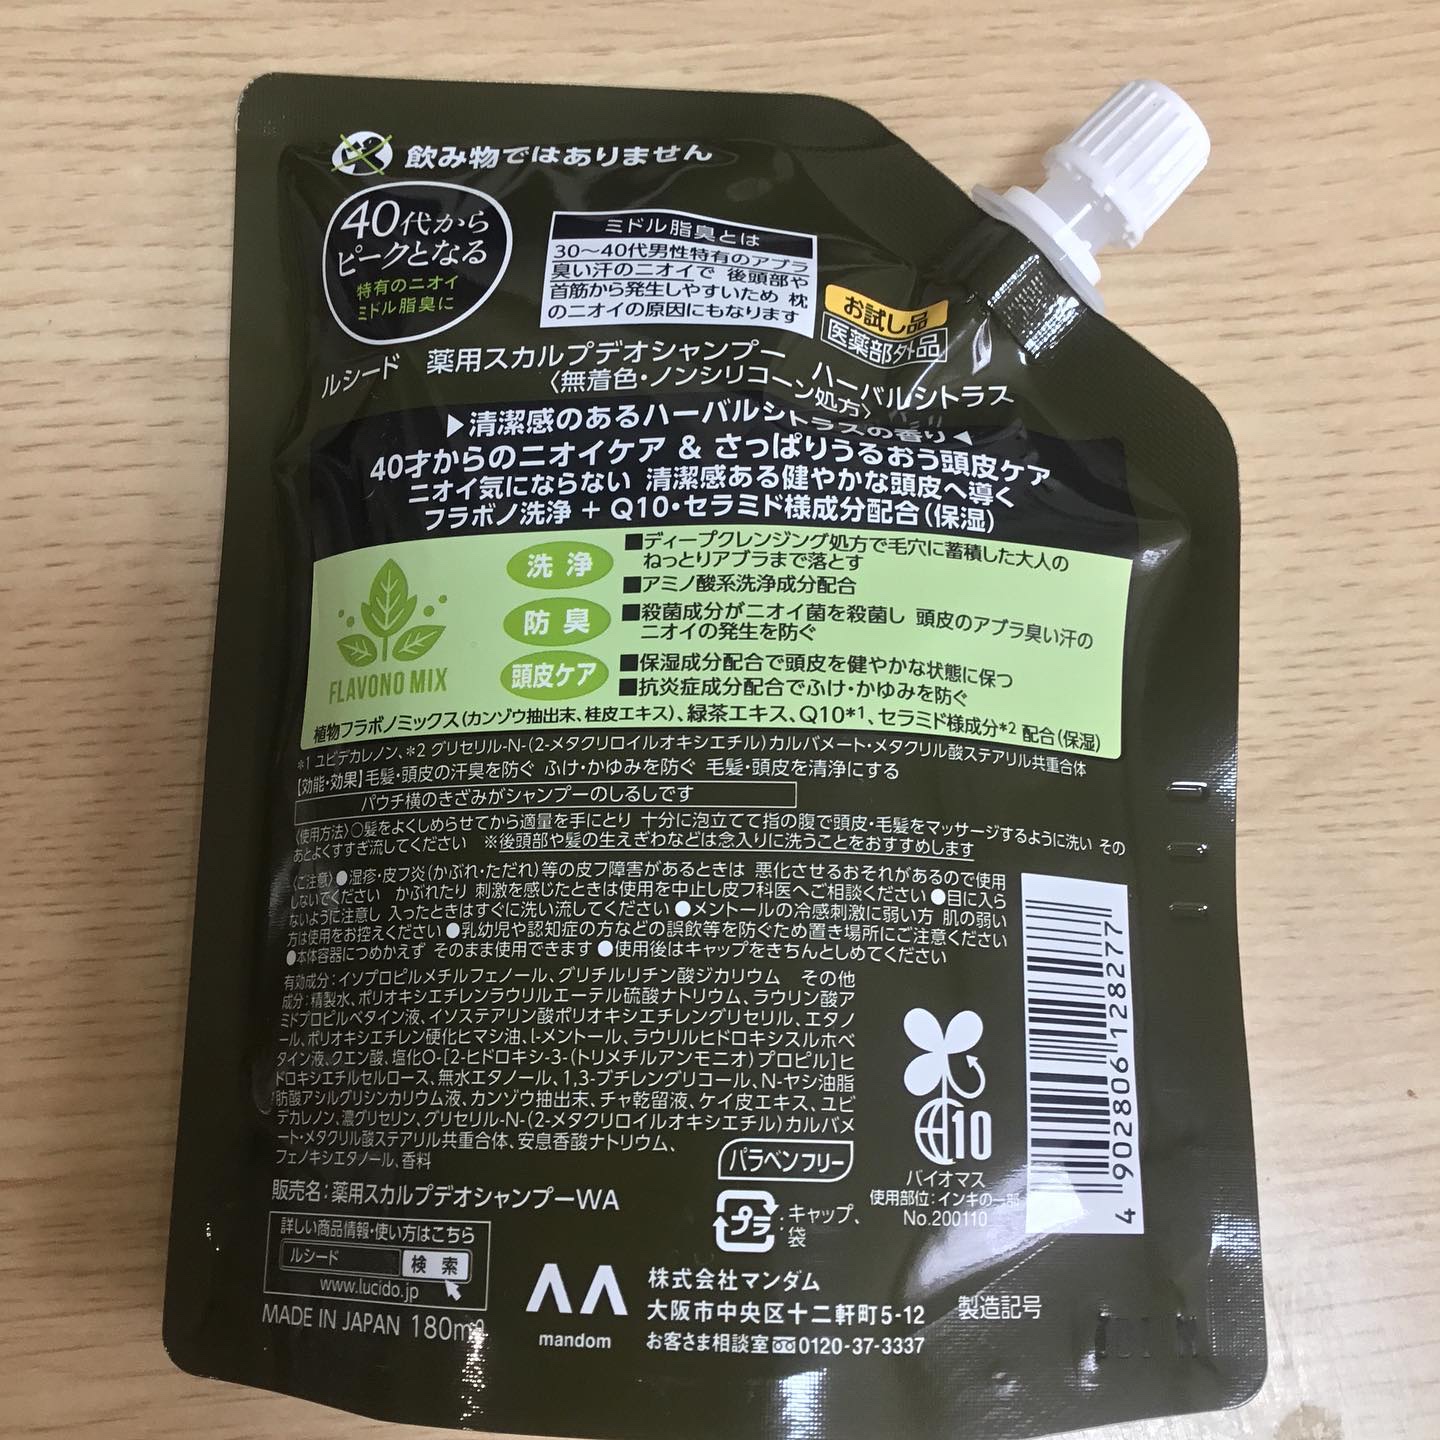 飲み物ではありません
40代から
ピークとなる
特有のニオイ
ミドル脂臭に
ミドル脂臭とは
30〜40代男性特有のアブラ
臭い汗のニオイで 後頭部や
首筋から発生しやすいため 枕
のニオイの原因にもなります
お試し品
医薬部外品
ルシード 薬用スカルプデオシャンプー ハーバルシトラス
〈無着色・ノンシリコーン処方〉
▶清潔感のあるハーバルシトラスの香り◀
40才からのニオイケア & さっぱりうるおう頭皮ケア
ニオイ気にならない 清潔感ある健やかな頭皮へ導く
フラボノ洗浄 + Q10・セラミド様成分配合(保湿)
洗浄
■ディープクレンジング処方で毛穴に蓄積した大人の
ねっとりアブラまで落とす
■アミノ酸系洗浄成分配合
防臭
■殺菌成分がニオイ菌を殺菌し 頭皮のアブラ臭い汗の
ニオイの発生を防ぐ
頭皮ケア
■保湿成分配合で頭皮を健やかな状態に保つ
■抗炎症成分配合でふけ・かゆみを防ぐ
FLAVONO MIX
植物フラボノミックス(カンゾウ抽出末、桂皮エキス)、緑茶エキス、Q10*1、セラミド様成分*2 配合(保湿)
*1 ユビデカレノン、*2 グリセリル-N-(2-メタクリロイルオキシエチル)カルバメート・メタクリル酸ステアリル共重合体
【効能・効果】毛髪・頭皮の汗臭を防ぐ ふけ・かゆみを防ぐ 毛髪・頭皮を清浄にする
パウチ横のきざみがシャンプーのしるしです
〈使用方法〉○髪をよくしめらせてから適量を手にとり 十分に泡立てて指の腹で頭皮・毛髪をマッサージするように洗い その
あとよくすすぎ流してください ※後頭部や髪の生えぎわなどは念入りに洗うことをおすすめします
〈ご注意〉●湿疹・皮フ炎(かぶれ・ただれ)等の皮フ障害があるときは 悪化させるおそれがあるので使用
しないでください かぶれたり 刺激を感じたときは使用を中止し皮フ科医へご相談ください ●目に入ら
ないように注意し 入ったときはすぐに洗い流してください ●メントールの冷感刺激に弱い方 肌の弱い
方は使用をお控えください ●乳幼児や認知症の方などの誤飲等を防ぐため置き場所にご注意ください
●本体容器につめかえず そのまま使用できます ●使用後はキャップをきちんとしめてください
有効成分:イソプロピルメチルフェノール、グリチルリチン酸ジカリウム その他
成分:精製水、ポリオキシエチレンラウリルエーテル硫酸ナトリウム、ラウリン酸ア
ミドプロピルベタイン液、イソステアリン酸ポリオキシエチレングリセリル、エタノ
ール、ポリオキシエチレン硬化ヒマシ油、l-メントール、ラウリルヒドロキシスルホベ
タイン液、クエン酸、塩化O-[2-ヒドロキシ-3-(トリメチルアンモニオ)プロピル]ヒ
ドロキシエチルセルロース、無水エタノール、1,3-ブチレングリコール、N-ヤシ油脂
肪酸アシルグリシンカリウム液、カンゾウ抽出末、チャ乾留液、ケイ皮エキス、ユビ
デカレノン、濃グリセリン、グリセリル-N-(2-メタクリロイルオキシエチル)カルバメ
ート・メタクリル酸ステアリル共重合体、安息香酸ナトリウム、
フェノキシエタノール、香料
パラベンフリー
販売名:薬用スカルプデオシャンプーWA
プラ
:キャップ、
袋
10
バイオマス
使用部位:インキの一部
No.200110
4 902806 128277
詳しい商品情報・使い方はこちら
ルシード 検索
www.lucido.jp
MADE IN JAPAN 180mℓ
mandom
株式会社マンダム
大阪市中央区十二軒町5-12
お客さま相談室 0120-37-3337
製造記号